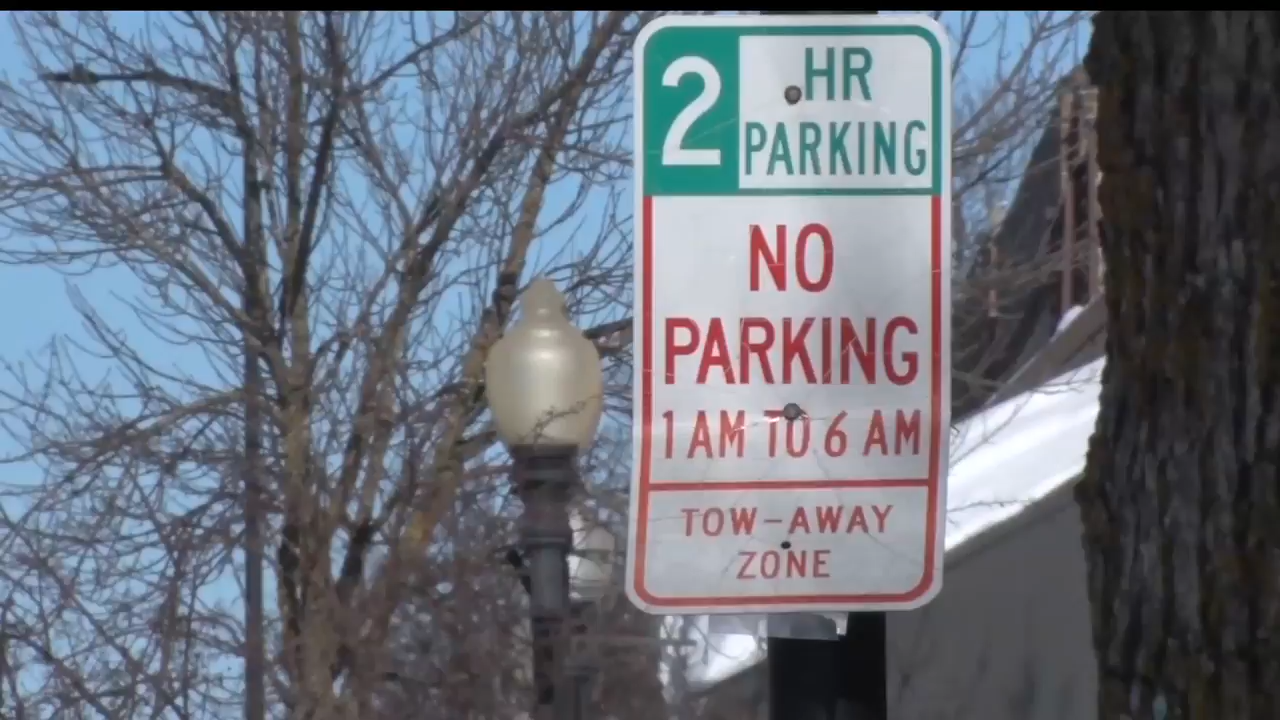 2 HR
PARKING
NO
PARKING
1 AM TO 6 AM
TOW-AWAY
ZONE